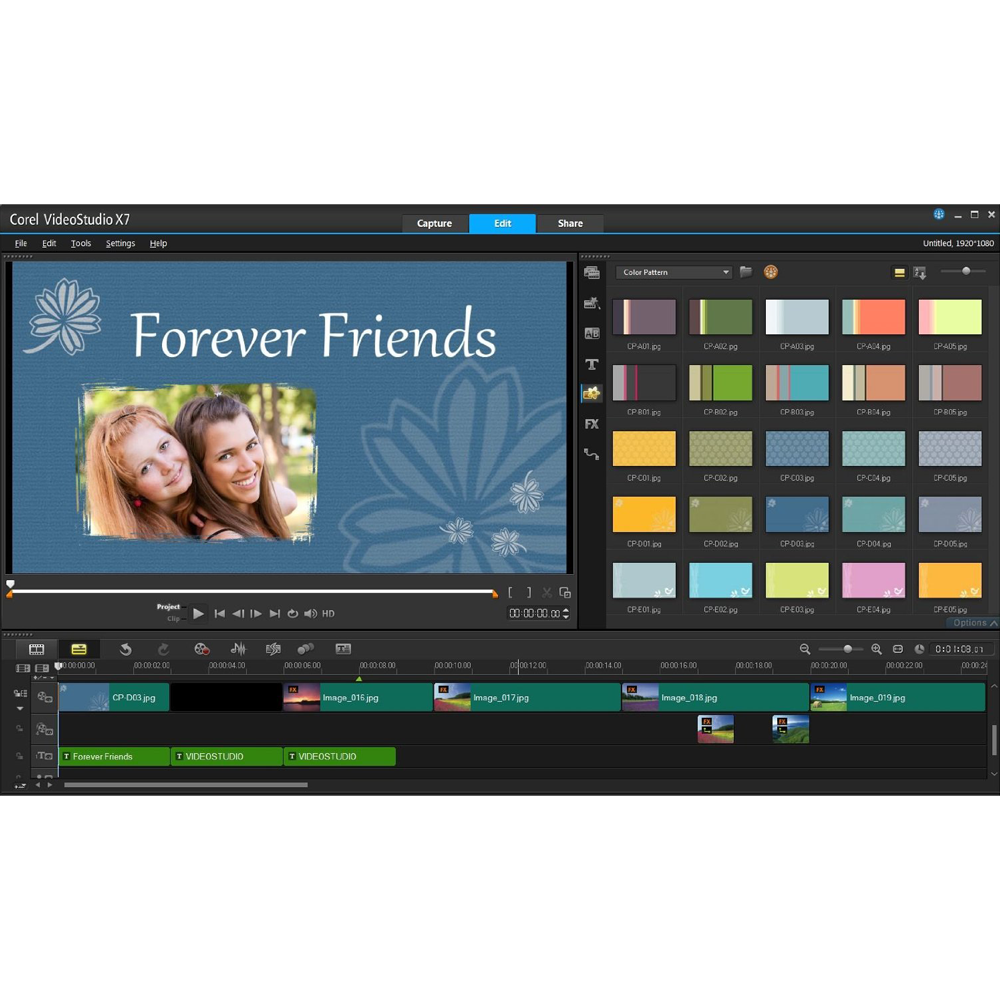 Corel VideoStudio X7
Capture
Edit
Share
File Edit Tools Settings Help
Untitled, 1920*1080
Forever Friends
Color Pattern
CP-A01.jpg CP-A02.jpg CP-A03.jpg CP-A04.jpg CP-A05.jpg
CP-B01.jpg CP-B02.jpg CP-B03.jpg CP-B04.jpg CP-B05.jpg
CP-C01.jpg CP-C02.jpg CP-C03.jpg CP-C04.jpg CP-C05.jpg
CP-D01.jpg CP-D02.jpg CP-D03.jpg CP-D04.jpg CP-D05.jpg
CP-E01.jpg CP-E02.jpg CP-E03.jpg CP-E04.jpg CP-E05.jpg
AB
T
FX
Options
Project
Clip
HD
00:00:00.00
0:01:08.01
00:00:00.00 00:00:02.00 00:00:04.00 00:00:06.00 00:00:08.00 00:00:10.00 00:00:12.00 00:00:14.00 00:00:16.00 00:00:18.00 00:00:20.00 00:00:22.00
CP-D03.jpg FX Image_016.jpg FX Image_017.jpg FX Image_018.jpg FX Image_019.jpg
FX FX
T Forever Friends T VIDEOSTUDIO T VIDEOSTUDIO